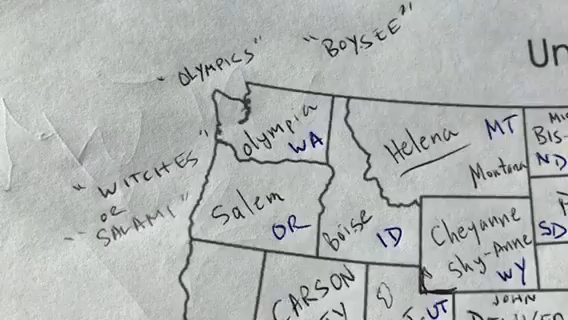 "OLYMPICS"
"BOYSEE"
Un
"WITCHES"
or
"SALAMI"
Olympia
WA
Helena
MT
Montana
BIS-
ND
Salem
OR
Boise
ID
Cheyanne
Shy-Anne
WY
SD
CARSON
UT
JOHN